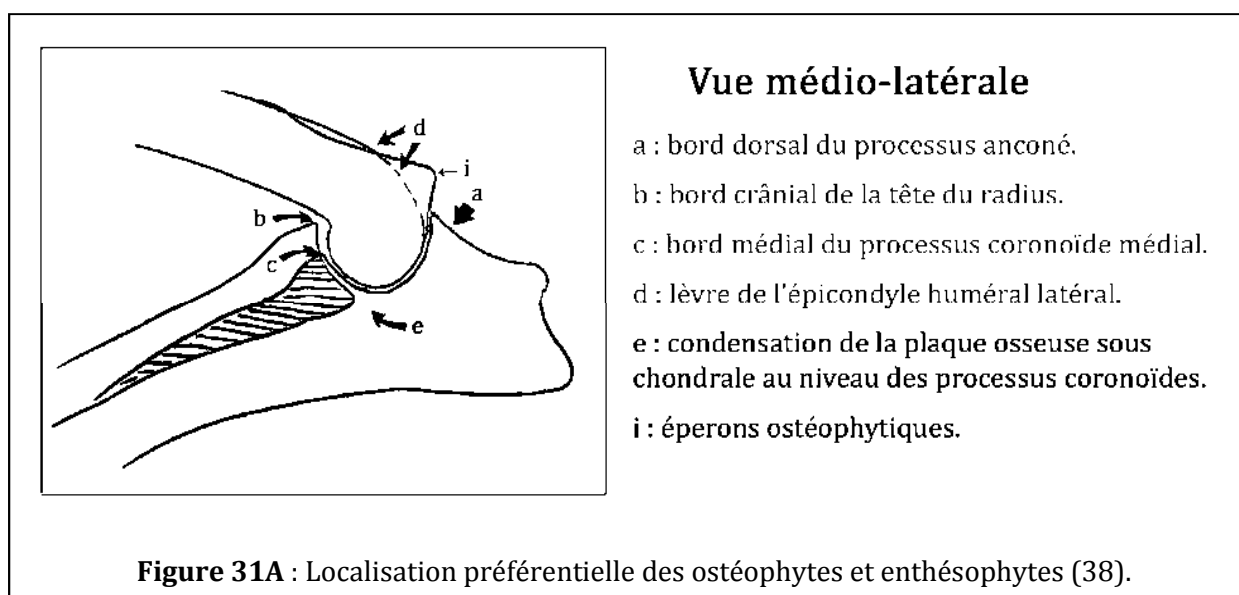 Vue médio-latérale
a : bord dorsal du processus anconé.
b : bord crânial de la tête du radius.
c : bord médial du processus coronoïde médial.
d : lèvre de l'épicondyle huméral latéral.
e : condensation de la plaque osseuse sous
chondrale au niveau des processus coronoïdes.
i : éperons ostéophytiques.
d
i
a
b
c
e
Figure 31A : Localisation préférentielle des ostéophytes et enthésophytes (38).